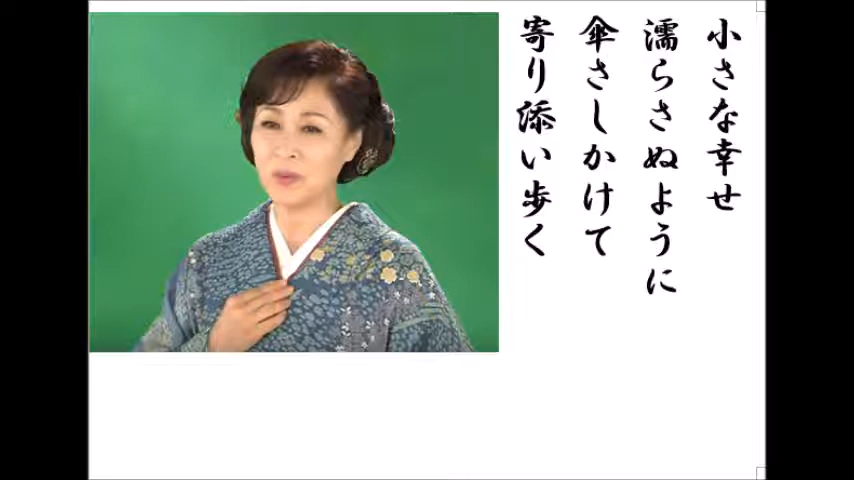 小さな幸せ
濡らさぬように
傘さしかけて
寄り添い歩く